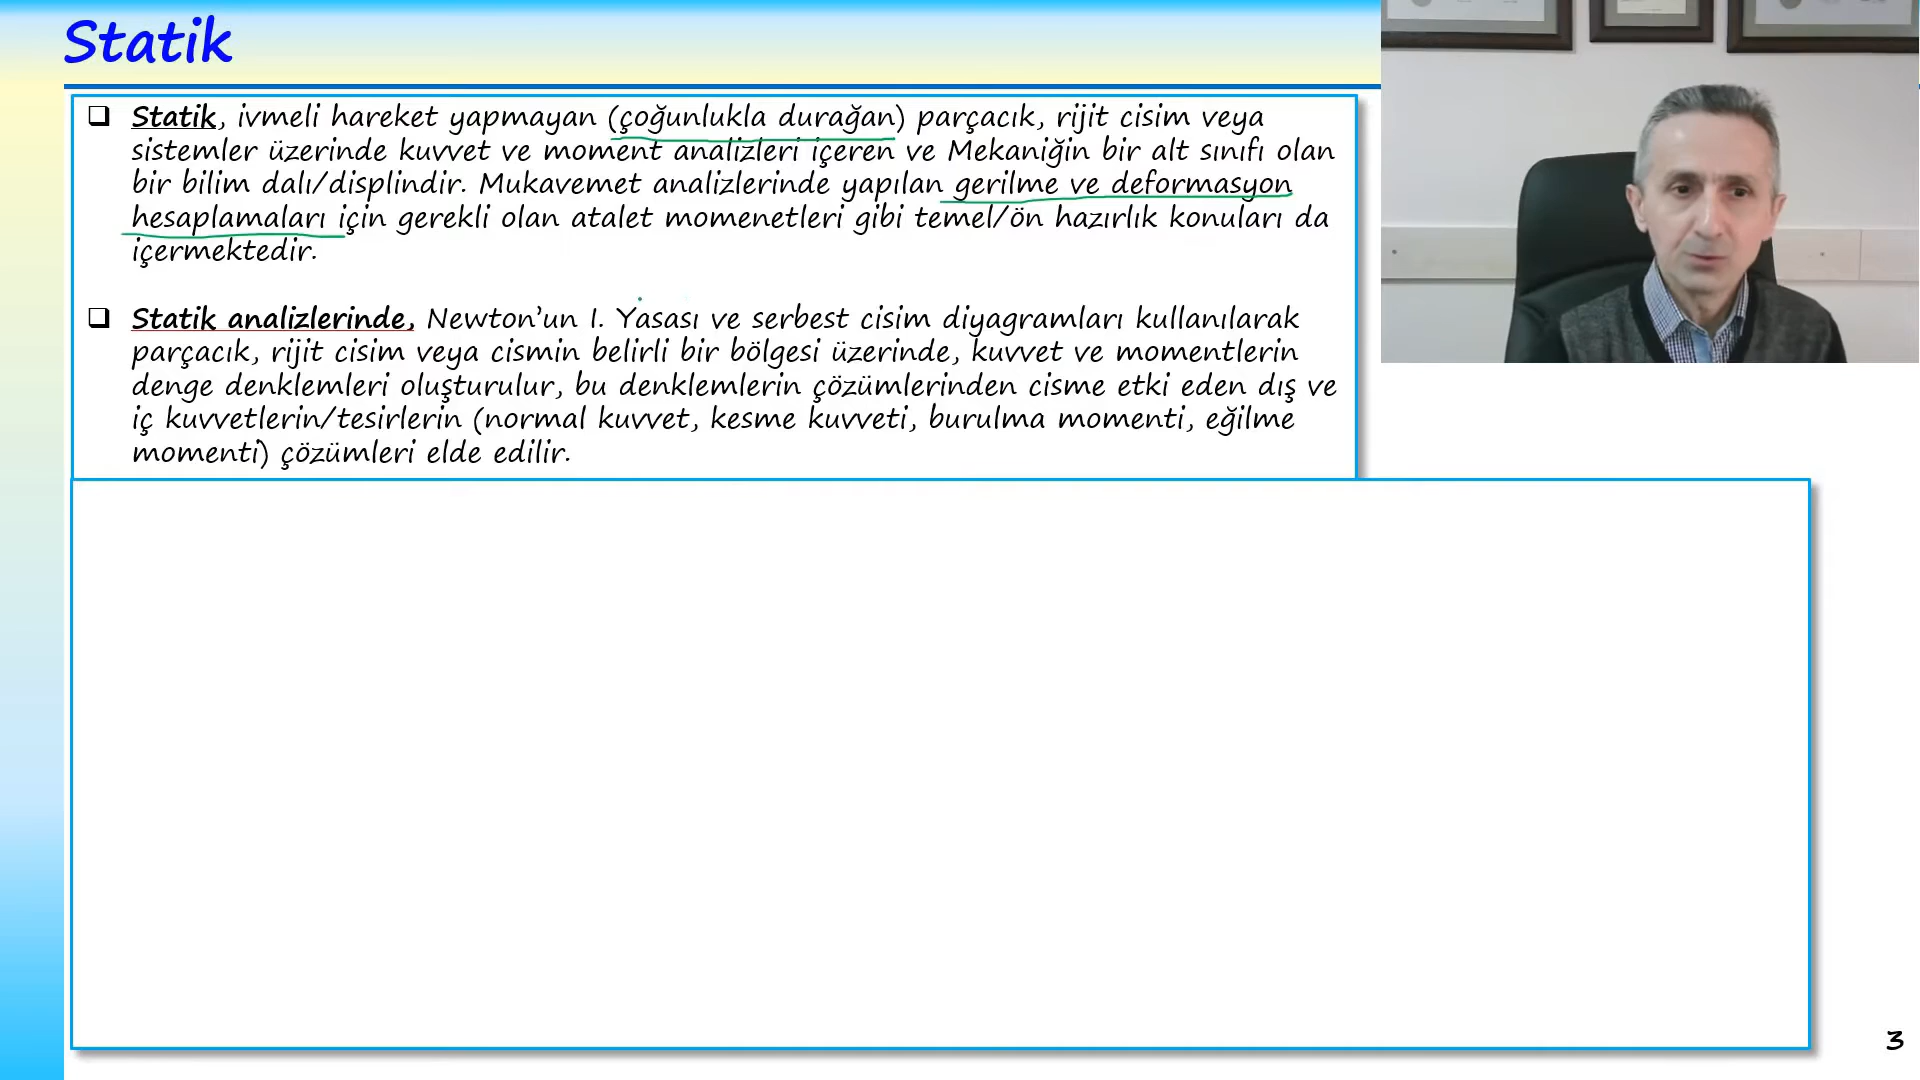 Statik
❑ Statik, ivmeli hareket yapmayan (çoğunlukla durağan) parçacık, rijit cisim veya
sistemler üzerinde kuvvet ve moment analizleri içeren ve Mekaniğin bir alt sınıfı olan
bir bilim dalı/displindir. Mukavemet analizlerinde yapılan gerilme ve deformasyon
hesaplamaları için gerekli olan atalet momenetleri gibi temel/ön hazırlık konuları da
içermektedir.
❑ Statik analizlerinde, Newton’un I. Yasası ve serbest cisim diyagramları kullanılarak
parçacık, rijit cisim veya cismin belirli bir bölgesi üzerinde, kuvvet ve momentlerin
denge denklemleri oluşturulur, bu denklemlerin çözümlerinden cisme etki eden dış ve
iç kuvvetlerin/tesirlerin (normal kuvvet, kesme kuvveti, burulma momenti, eğilme
momenti) çözümleri elde edilir.
3